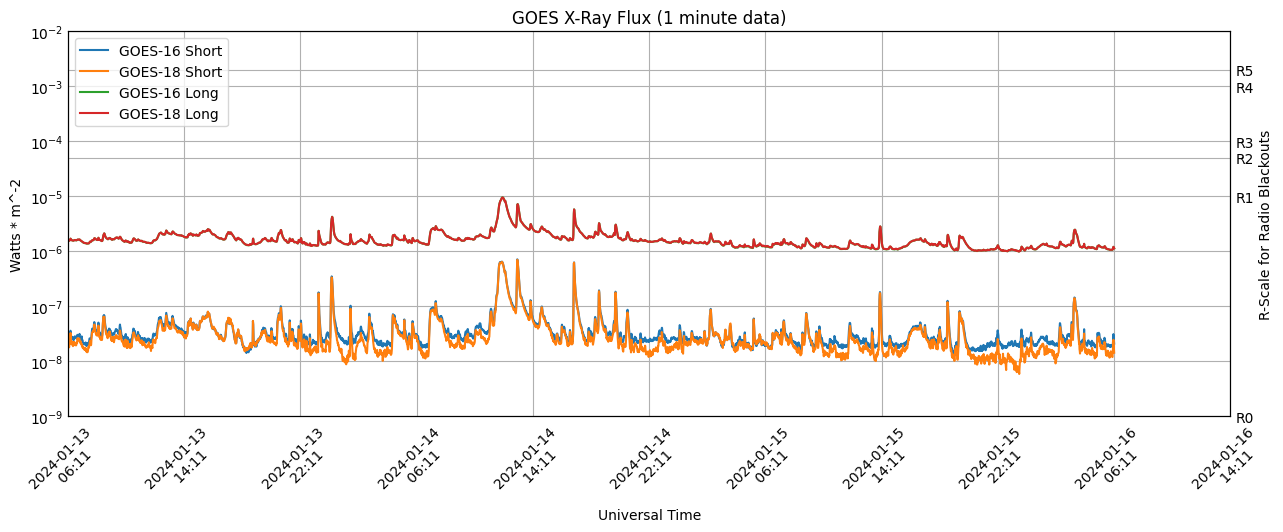 GOES X-Ray Flux (1 minute data)
GOES-16 Short
GOES-18 Short
GOES-16 Long
GOES-18 Long
Watts * m^-2
10⁻²
10⁻³
10⁻⁴
10⁻⁵
10⁻⁶
10⁻⁷
10⁻⁸
10⁻⁹
R5
R4
R3
R2
R1
R0
R-Scale for Radio Blackouts
2024-01-13
06:11
2024-01-13
14:11
2024-01-13
22:11
2024-01-14
06:11
2024-01-14
14:11
2024-01-14
22:11
2024-01-15
06:11
2024-01-15
14:11
2024-01-15
22:11
2024-01-16
06:11
2024-01-16
14:11
Universal Time